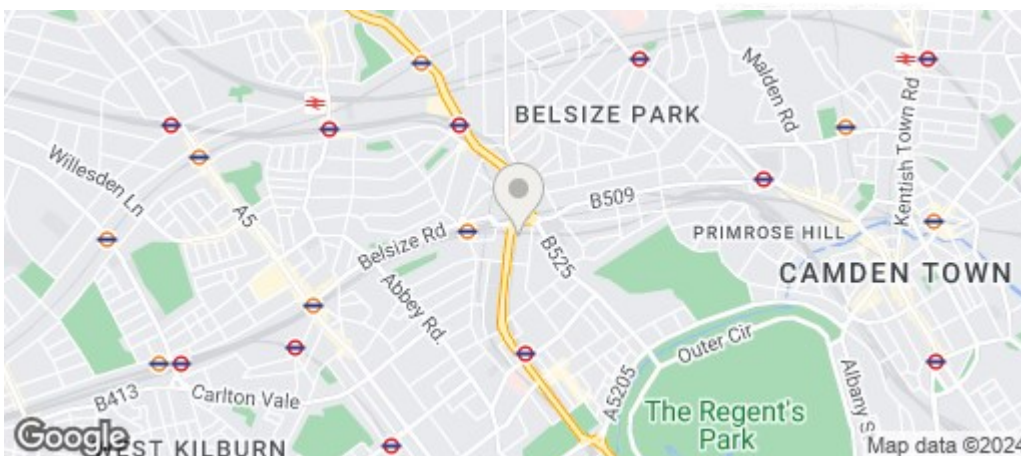 BELSIZE PARK
Malden Rd
Kentish Town Rd
Willesden Ln
A5
B509
Belsize Rd
B525
PRIMROSE HILL
CAMDEN TOWN
Abbey Rd.
Outer Cir
A5205
Albany S
B413
Carlton Vale
The Regent's
Park
Google
WEST KILBURN
Map data ©2024